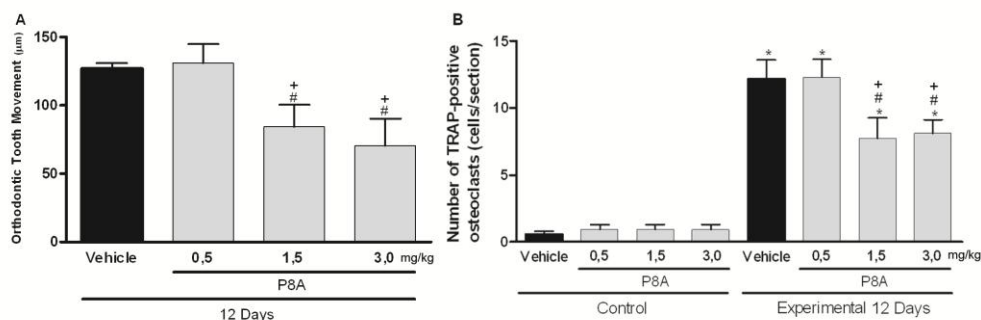 A
Orthodontic Tooth Movement (μm)
150
100
50
0
+
#
+
#
Vehicle 0,5 1,5 3,0 mg/kg
P8A
12 Days
B
Number of TRAP-positive
osteoclasts (cells/section)
15
10
5
0
*
*
+
#
*
+
#
*
Vehicle 0,5 1,5 3,0 Vehicle 0,5 1,5 3,0 mg/kg
P8A P8A
Control Experimental 12 Days